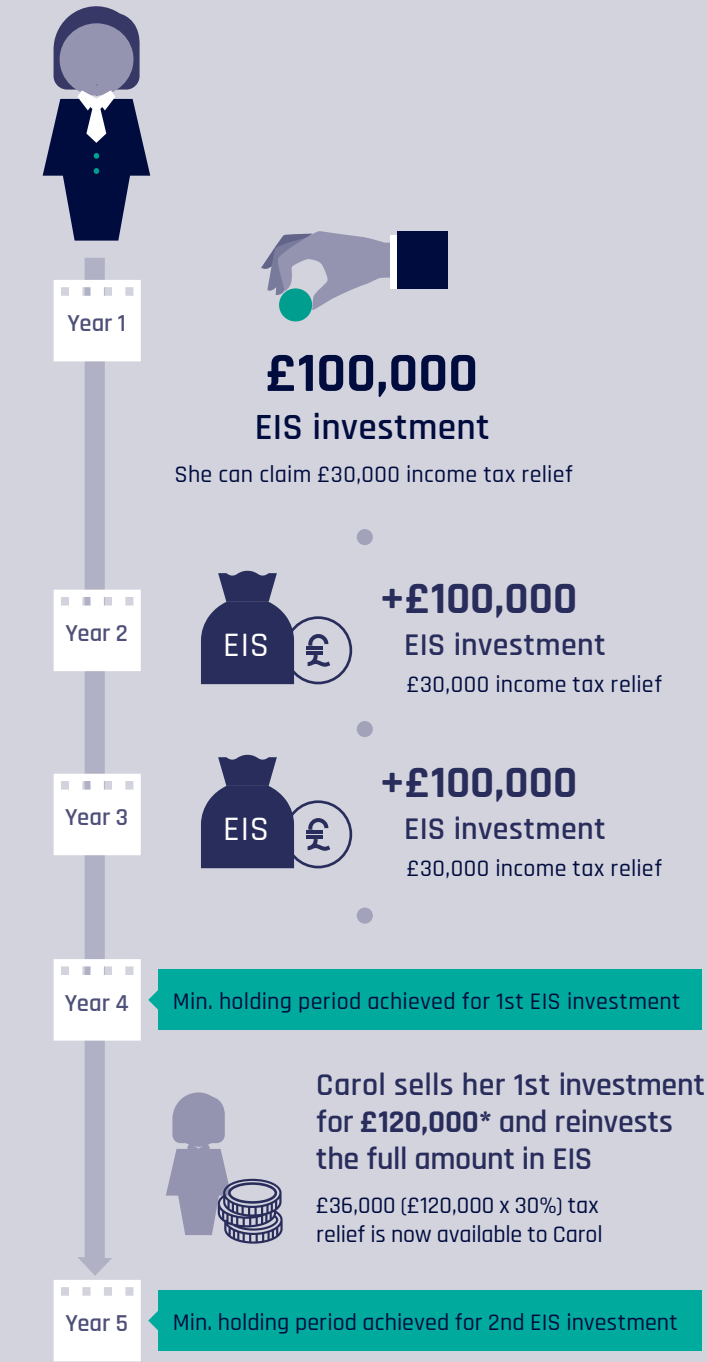 Year 1
£100,000
EIS investment
She can claim £30,000 income tax relief
Year 2
EIS
£
+£100,000
EIS investment
£30,000 income tax relief
Year 3
EIS
£
+£100,000
EIS investment
£30,000 income tax relief
Year 4
Min. holding period achieved for 1st EIS investment
Carol sells her 1st investment
for £120,000* and reinvests
the full amount in EIS
£36,000 (£120,000 x 30%) tax
relief is now available to Carol
Year 5
Min. holding period achieved for 2nd EIS investment